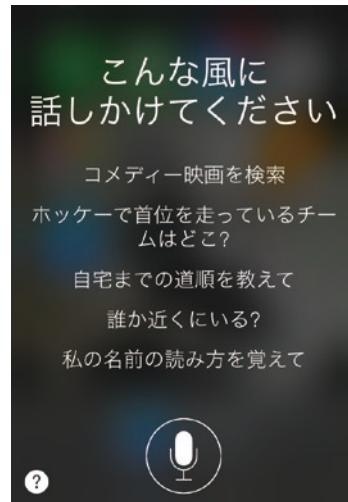 こんな風に
話しかけてください
コメディー映画を検索
ホッケーで首位を走っているチー
ムはどこ?
自宅までの道順を教えて
誰か近くにいる?
私の名前の読み方を覚えて
?